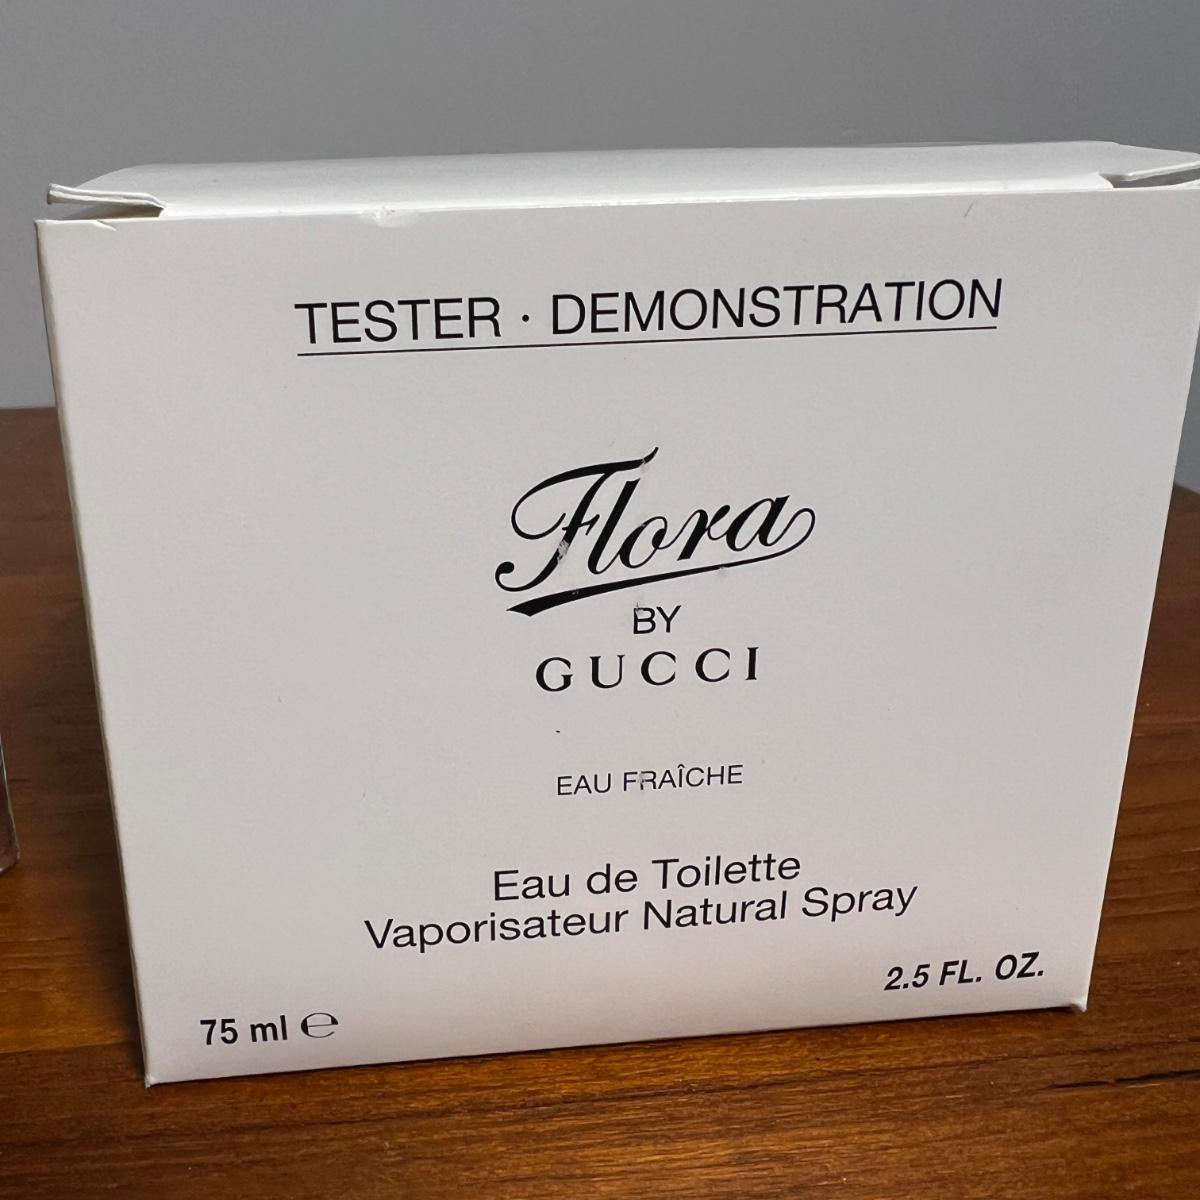 TESTER · DEMONSTRATION
Flora
BY
GUCCI
EAU FRAÎCHE
Eau de Toilette
Vaporisateur Natural Spray
2.5 FL. OZ.
75 ml ℮